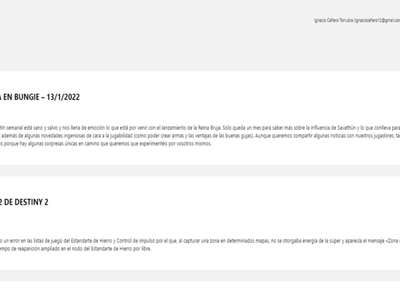 Ignacio Cañero Torrubia (ignaciocañero12@gmail.com
A EN BUNGIE – 13/1/2022
tín semanal está sano y salvo y nos llena de emoción lo que está por venir con el lanzamiento de la Reina Bruja. Solo queda un mes para saber más sobre la influencia de Savathûn y lo que conlleva para
además de algunas novedades ingeniosas de cara a la jugabilidad (como poder crear armas y las ventajas de las buenas gujas). Aunque queremos compartir algunas noticias con nuestros jugadores, ta
s porque hay algunas sorpresas únicas en camino que queremos que experimentéis por vosotros mismos.
2 DE DESTINY 2
o un error en las listas de juego del Estandarte de Hierro y Control de impulso por el que, al capturar una zona en determinados mapas, no se otorgaba energía de la súper y aparecía el mensaje «Zona
empo de reaparición ampliado en el nodo del Estandarte de Hierro por libre.